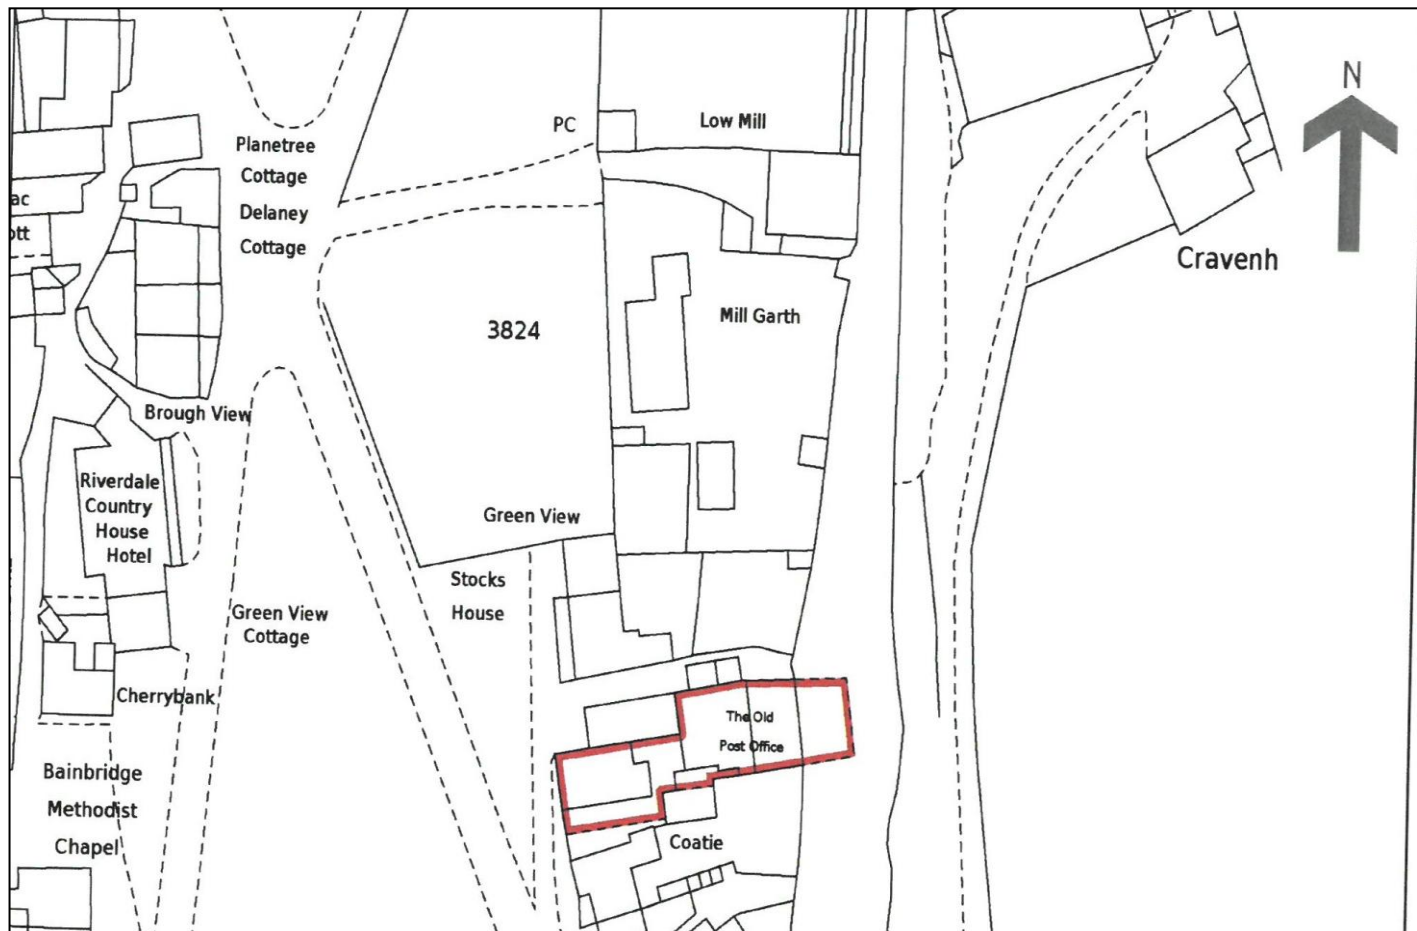 N
PC
Low Mill
Planetree
Cottage
Delaney
Cottage
ac
ott
Cravenh
Mill Garth
3824
Brough View
Riverdale
Country
House
Hotel
Green View
Stocks
House
Green View
Cottage
Cherrybank
The Old
Post Office
Bainbridge
Methodist
Chapel
Coatie